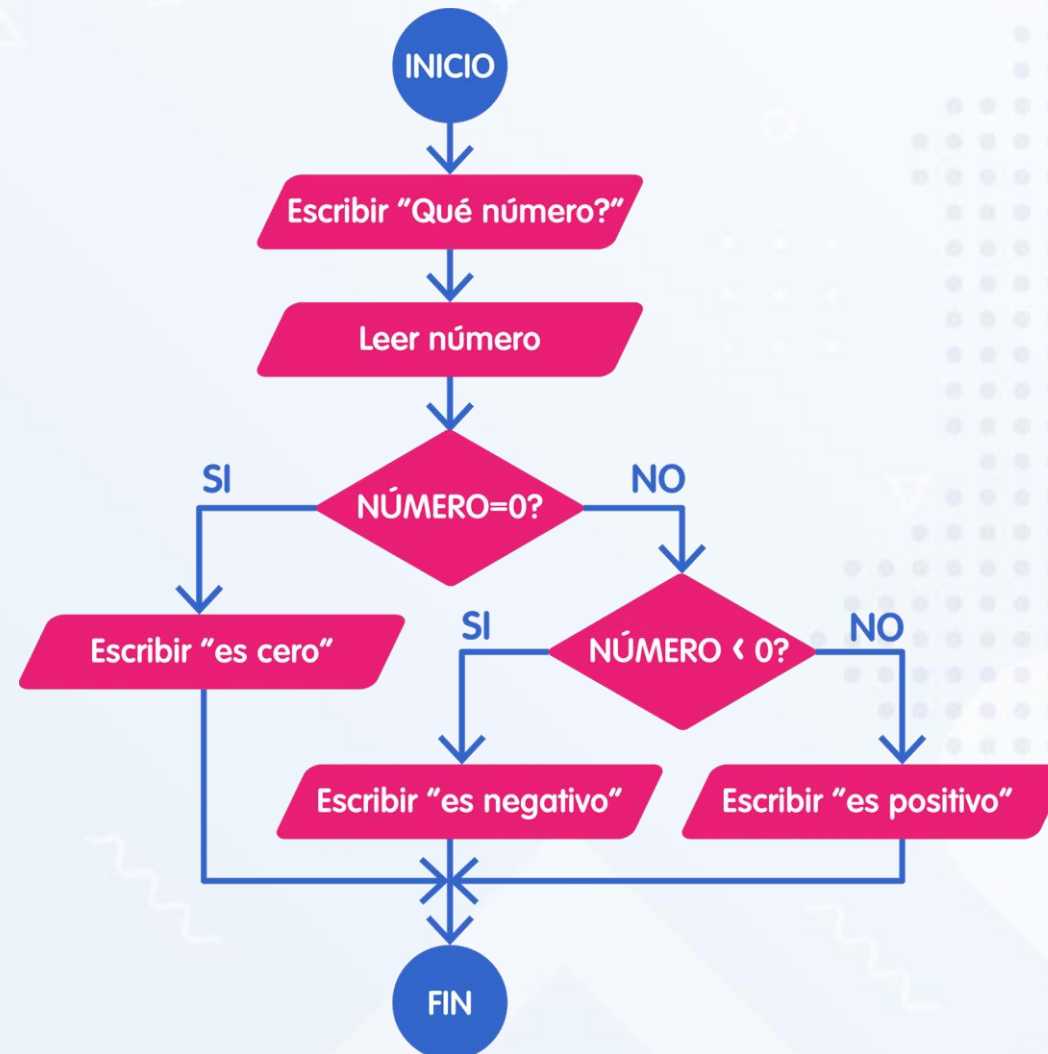 INICIO
Escribir "Qué número?"
Leer número
SI
NO
NÚMERO=0?
Escribir "es cero"
SI
NO
NÚMERO < 0?
Escribir "es negativo"
Escribir "es positivo"
FIN